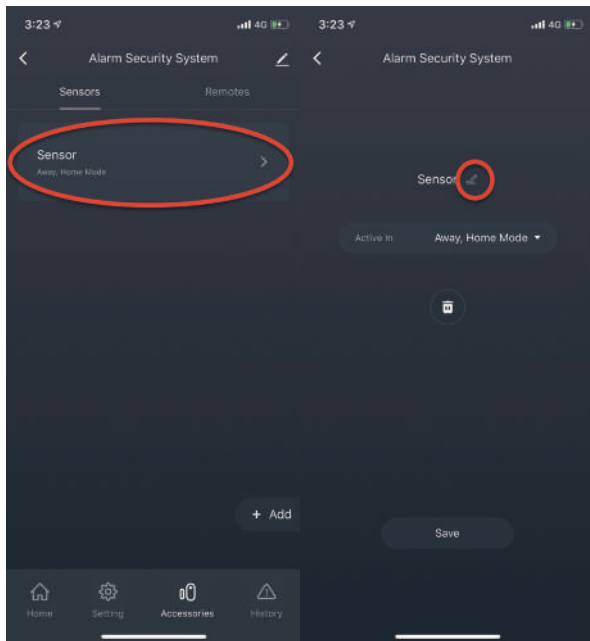 3:23
4G
Alarm Security System
Sensors
Remotes
Sensor
Away, Home Mode
+ Add
Home
Setting
Accessories
History
3:23
4G
Alarm Security System
Sensor
Active In
Away, Home Mode
Save